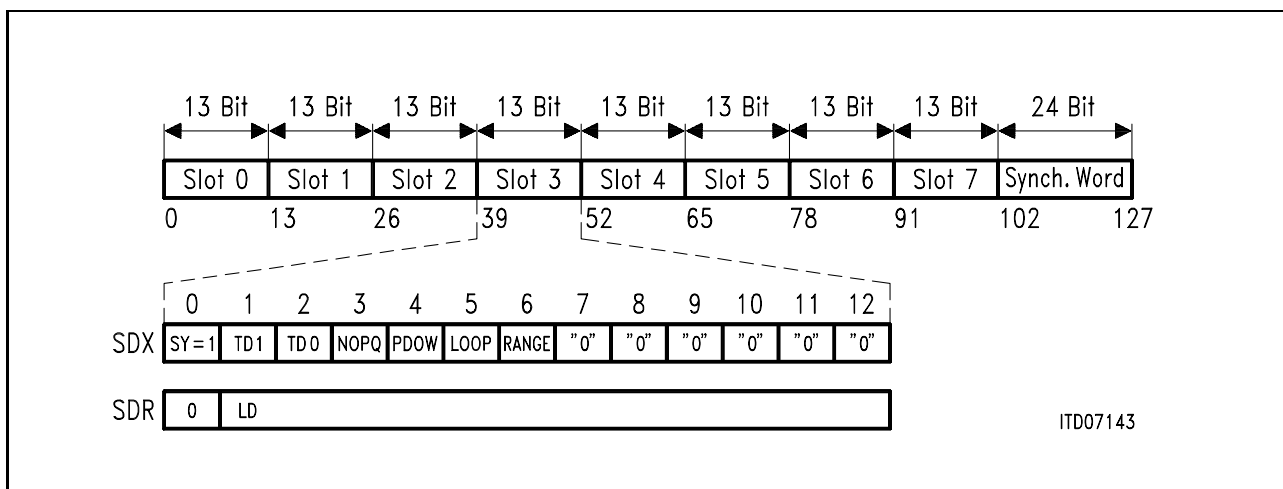 13 Bit 13 Bit 13 Bit 13 Bit 13 Bit 13 Bit 13 Bit 13 Bit 24 Bit
Slot 0 Slot 1 Slot 2 Slot 3 Slot 4 Slot 5 Slot 6 Slot 7 Synch. Word
0 13 26 39 52 65 78 91 102 127
0 1 2 3 4 5 6 7 8 9 10 11 12
SDX SY=1 TD1 TD0 NOPQ PDOW LOOP RANGE "0" "0" "0" "0" "0" "0"
SDR 0 LD
ITD07143